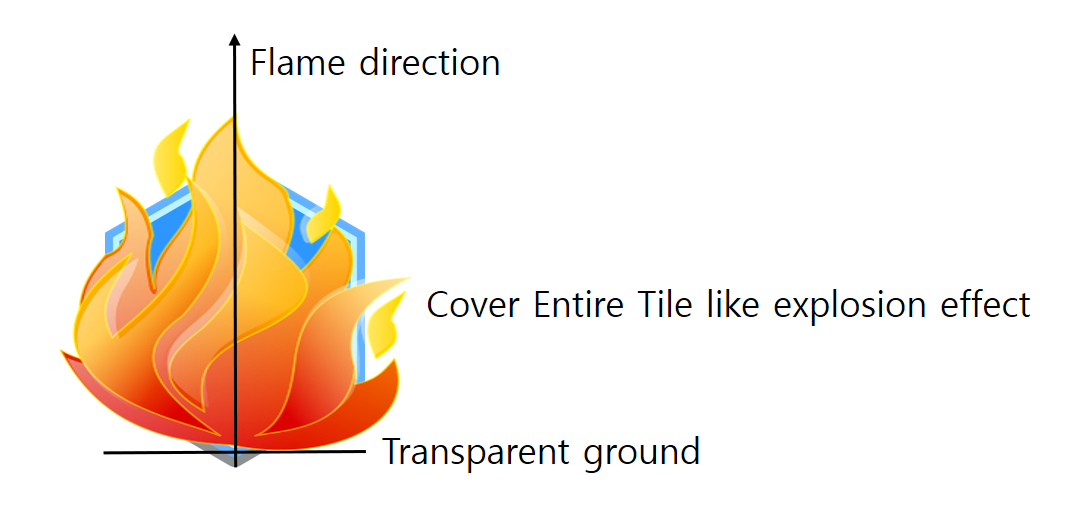 Flame direction
Cover Entire Tile like explosion effect
Transparent ground